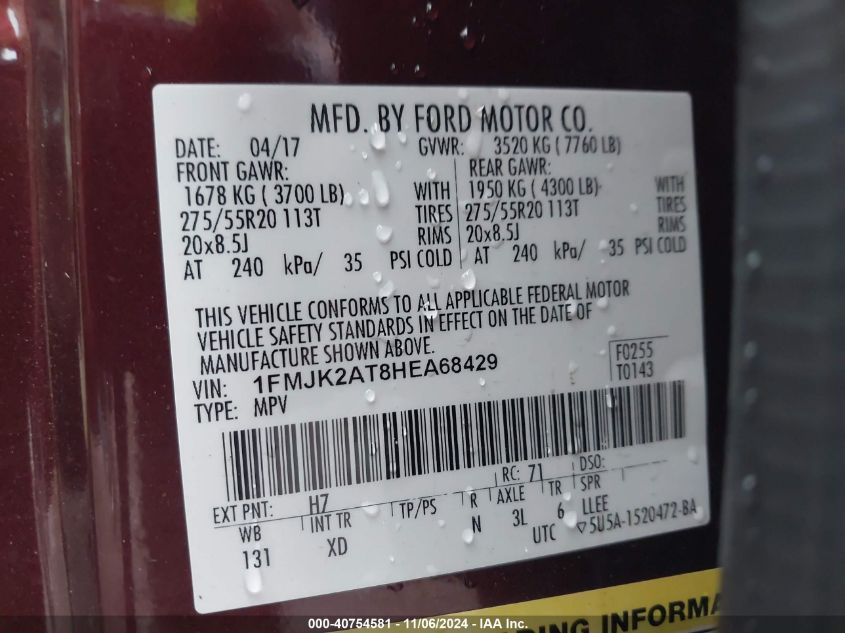 MFD. BY FORD MOTOR CO.
DATE: 04/17 GVWR: 3520 KG ( 7760 LB)
FRONT GAWR: REAR GAWR:
1678 KG ( 3700 LB) WITH 1950 KG ( 4300 LB) WITH
275/55R20 113T TIRES 275/55R20 113T TIRES
20x8.5J RIMS 20x8.5J RIMS
AT 240 kPa/ 35 PSI COLD AT 240 kPa/ 35 PSI COLD
THIS VEHICLE CONFORMS TO ALL APPLICABLE FEDERAL MOTOR
VEHICLE SAFETY STANDARDS IN EFFECT ON THE DATE OF
MANUFACTURE SHOWN ABOVE.
VIN: 1FMJK2AT8HEA68429 F0255
TYPE: MPV T0143
EXT PNT: H7 RC: 71 DSO:
WB INT TR TP/PS R AXLE TR SPR
131 XD N 3L 6 LLEE
UTC 5U5A-1520472-BA
DING INFORMA
000-40754581 - 11/06/2024 - IAA Inc.